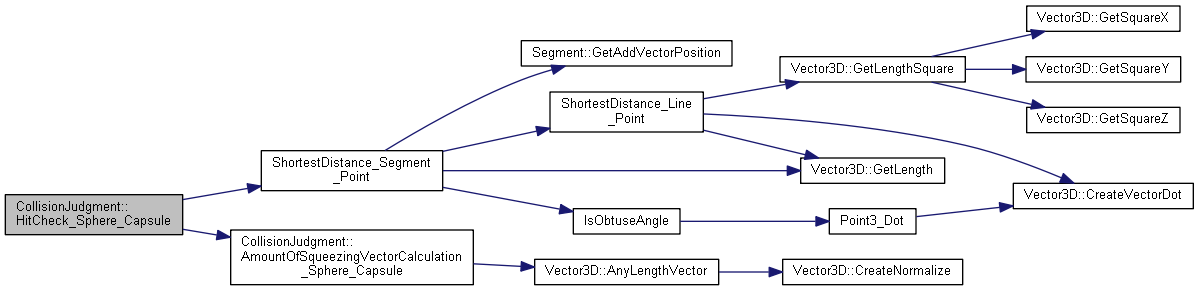 CollisionJudgment::
HitCheck_Sphere_Capsule
ShortestDistance_Segment
_Point
Segment::GetAddVectorPosition
ShortestDistance_Line
_Point
Vector3D::GetLengthSquare
Vector3D::GetSquareX
Vector3D::GetSquareY
Vector3D::GetSquareZ
Vector3D::GetLength
Vector3D::CreateVectorDot
IsObtuseAngle
Point3_Dot
CollisionJudgment::
AmountOfSqueezingVectorCalculation
_Sphere_Capsule
Vector3D::AnyLengthVector
Vector3D::CreateNormalize